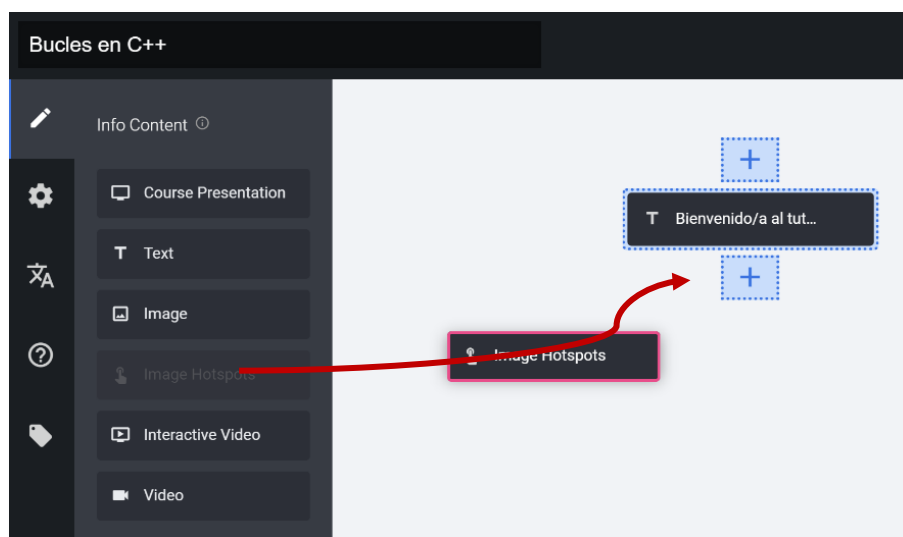 Bucles en C++
Info Content
Course Presentation
Text
Image
Image Hotspots
Interactive Video
Video
T Bienvenido/a al tut...
Image Hotspots